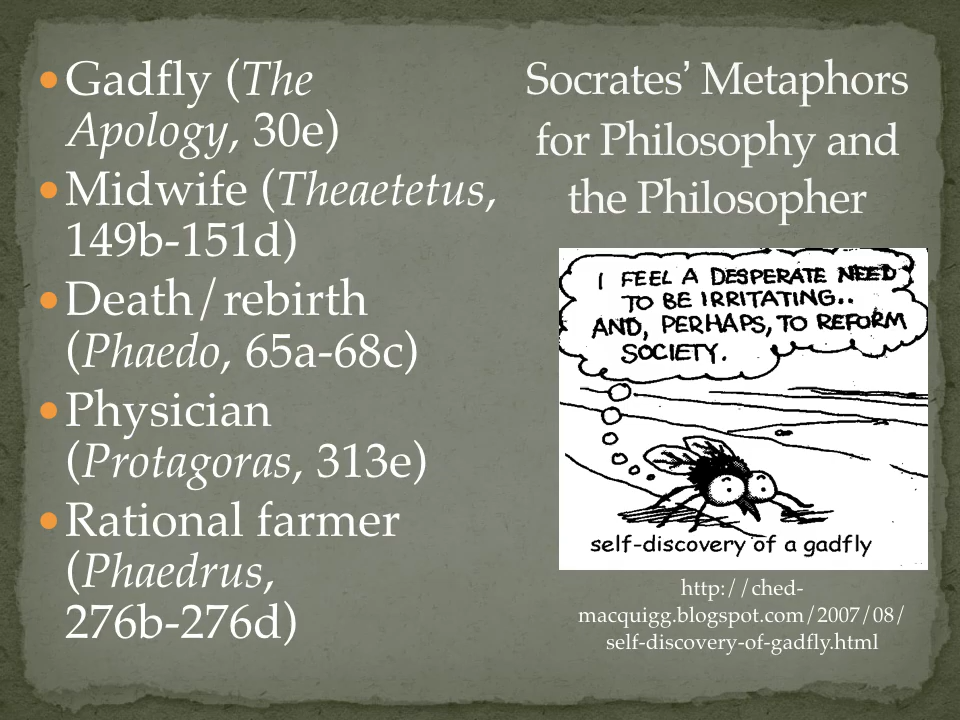 Gadfly (The
Apology, 30e)
Midwife (Theaetetus,
149b-151d)
Death/rebirth
(Phaedo, 65a-68c)
Physician
(Protagoras, 313e)
Rational farmer
(Phaedrus,
276b-276d)
Socrates’ Metaphors
for Philosophy and
the Philosopher
I FEEL A DESPERATE NEED
TO BE IRRITATING..
AND, PERHAPS, TO REFORM
SOCIETY.
self-discovery of a gadfly
http://ched-
macquigg.blogspot.com/2007/08/
self-discovery-of-gadfly.html